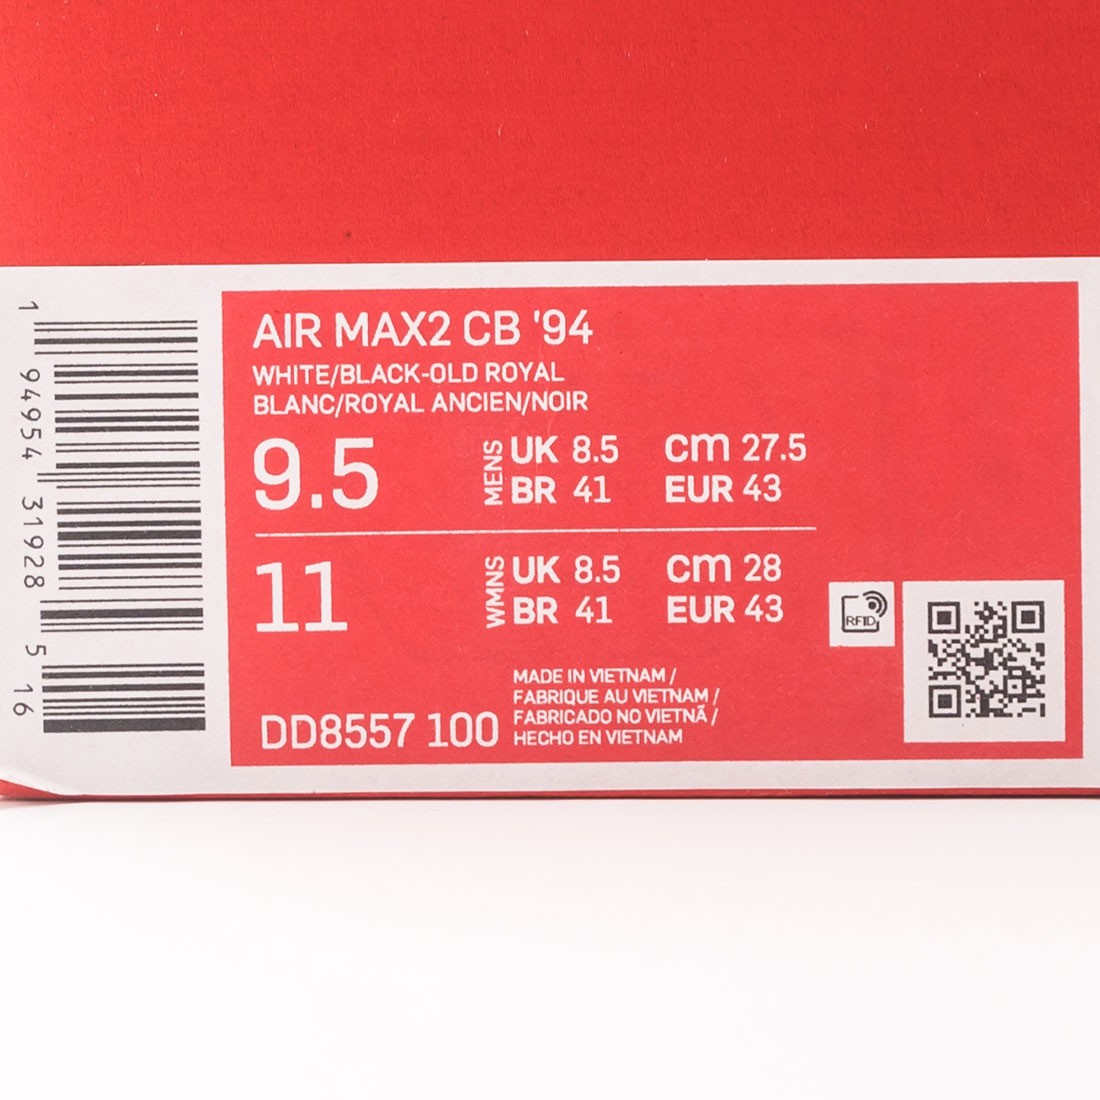 AIR MAX2 CB '94
WHITE/BLACK-OLD ROYAL
BLANC/ROYAL ANCIEN/NOIR
9.5 MENS UK 8.5 cm 27.5
BR 41 EUR 43
11 WMNS UK 8.5 cm 28
BR 41 EUR 43
MADE IN VIETNAM /
FABRIQUE AU VIETNAM /
FABRICADO NO VIETNÃ /
HECHO EN VIETNAM
DD8557 100
RFID
1 94954 31928 5 16